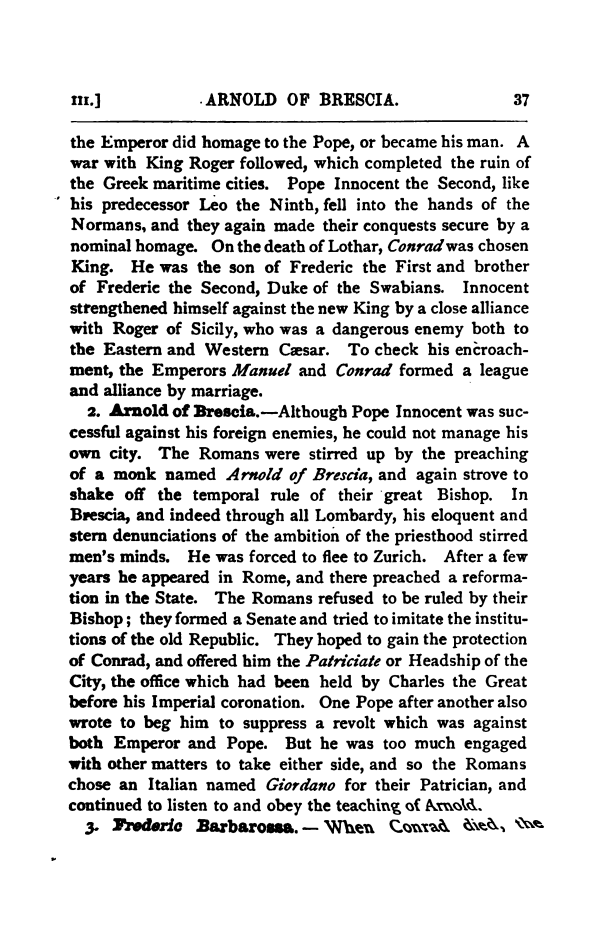 III.] ARNOLD OF BRESCIA. 37
the Emperor did homage to the Pope, or became his man. A
war with King Roger followed, which completed the ruin of
the Greek maritime cities. Pope Innocent the Second, like
his predecessor Leo the Ninth, fell into the hands of the
Normans, and they again made their conquests secure by a
nominal homage. On the death of Lothar, Conrad was chosen
King. He was the son of Frederic the First and brother
of Frederic the Second, Duke of the Swabians. Innocent
strengthened himself against the new King by a close alliance
with Roger of Sicily, who was a dangerous enemy both to
the Eastern and Western Cæsar. To check his encroach-
ment, the Emperors Manuel and Conrad formed a league
and alliance by marriage.
2. Arnold of Brescia.—Although Pope Innocent was suc-
cessful against his foreign enemies, he could not manage his
own city. The Romans were stirred up by the preaching
of a monk named Arnold of Brescia, and again strove to
shake off the temporal rule of their great Bishop. In
Brescia, and indeed through all Lombardy, his eloquent and
stern denunciations of the ambition of the priesthood stirred
men's minds. He was forced to flee to Zurich. After a few
years he appeared in Rome, and there preached a reforma-
tion in the State. The Romans refused to be ruled by their
Bishop; they formed a Senate and tried to imitate the institu-
tions of the old Republic. They hoped to gain the protection
of Conrad, and offered him the Patriciate or Headship of the
City, the office which had been held by Charles the Great
before his Imperial coronation. One Pope after another also
wrote to beg him to suppress a revolt which was against
both Emperor and Pope. But he was too much engaged
with other matters to take either side, and so the Romans
chose an Italian named Giordano for their Patrician, and
continued to listen to and obey the teaching of Arnold.
3. Frederic Barbarossa.—When Conrad died, the